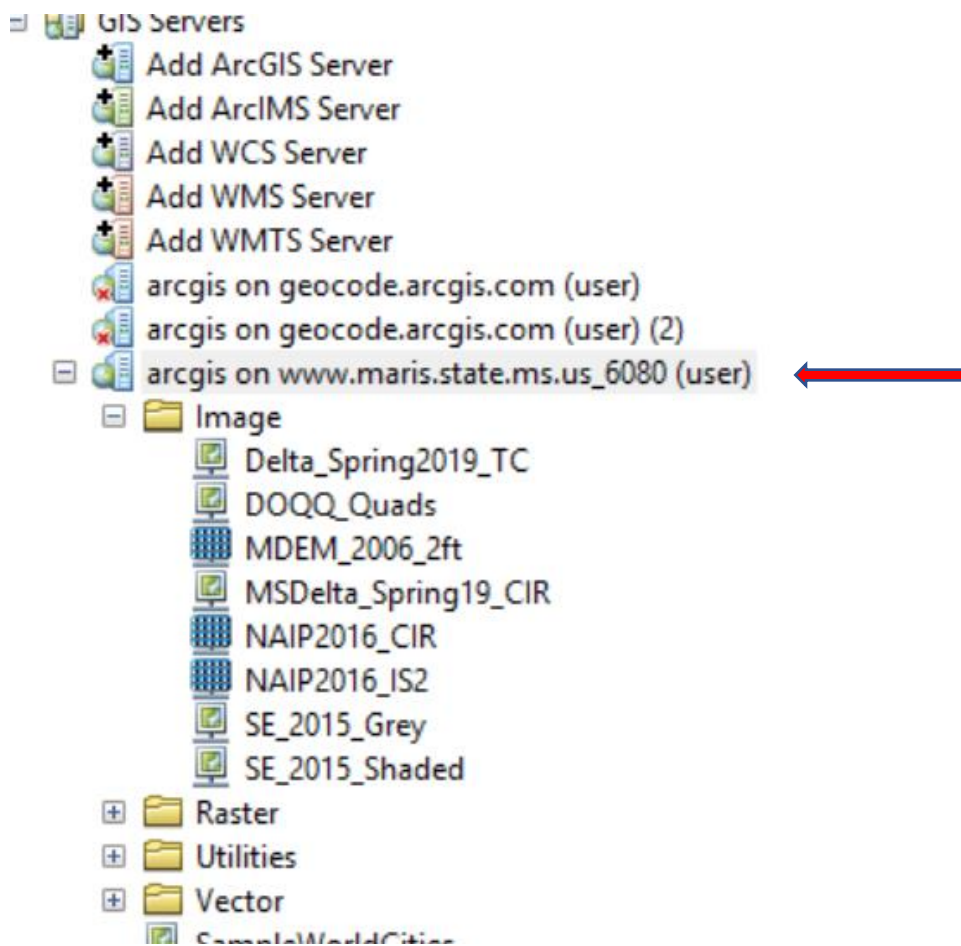 GIS Servers
Add ArcGIS Server
Add ArcIMS Server
Add WCS Server
Add WMS Server
Add WMTS Server
arcgis on geocode.arcgis.com (user)
arcgis on geocode.arcgis.com (user) (2)
arcgis on www.maris.state.ms.us_6080 (user)
Image
Delta_Spring2019_TC
DOQQ_Quads
MDEM_2006_2ft
MSDelta_Spring19_CIR
NAIP2016_CIR
NAIP2016_IS2
SE_2015_Grey
SE_2015_Shaded
Raster
Utilities
Vector
SampleWorldCities